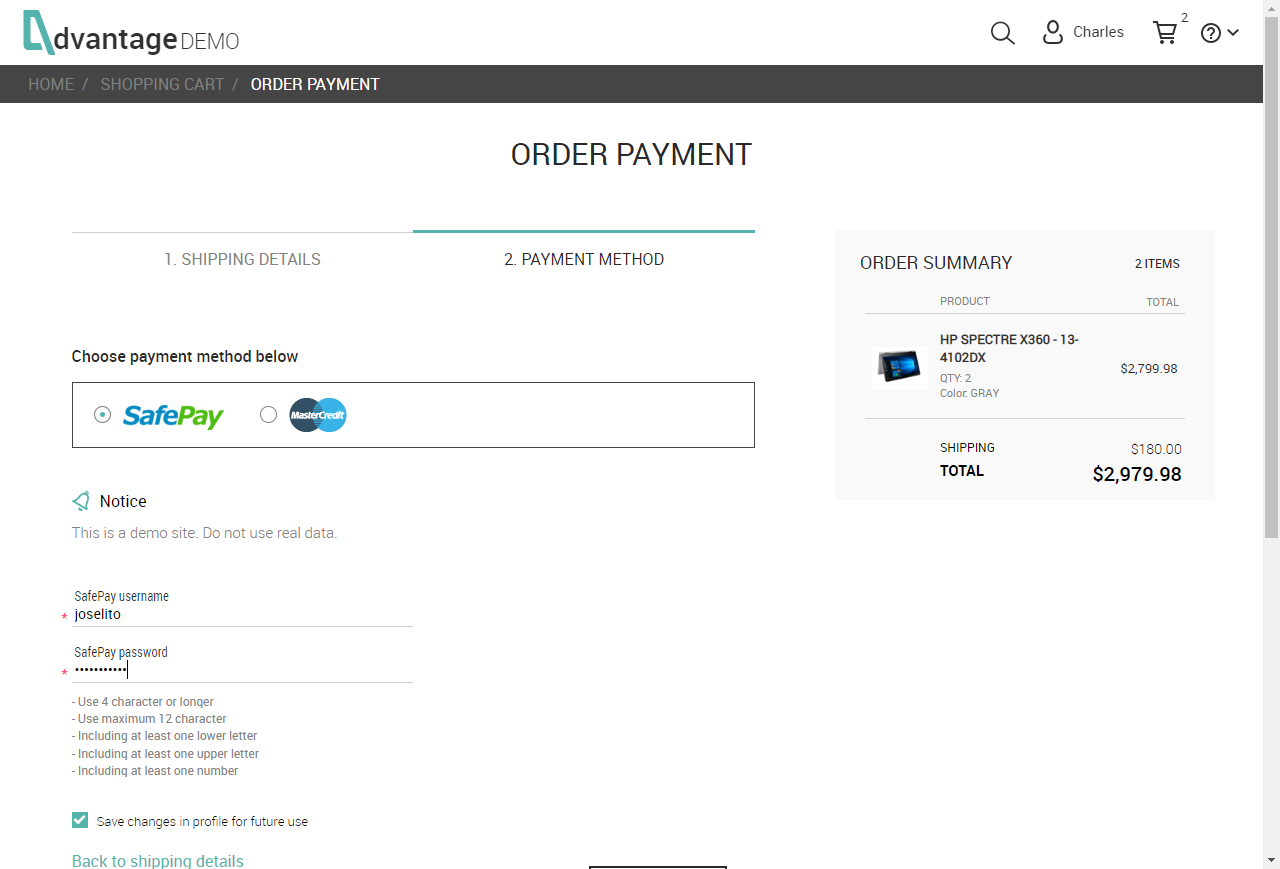 dvantage DEMO
Charles
2
HOME / SHOPPING CART / ORDER PAYMENT
ORDER PAYMENT
1. SHIPPING DETAILS
2. PAYMENT METHOD
Choose payment method below
SafePay
MasterCredit
Notice
This is a demo site. Do not use real data.
SafePay username
* joselito
SafePay password
* •••••••••••
- Use 4 character or longer
- Use maximum 12 character
- Including at least one lower letter
- Including at least one upper letter
- Including at least one number
Save changes in profile for future use
Back to shipping details
ORDER SUMMARY
2 ITEMS
PRODUCT
TOTAL
HP SPECTRE X360 - 13-
4102DX
QTY: 2
Color: GRAY
$2,799.98
SHIPPING
$180.00
TOTAL
$2,979.98